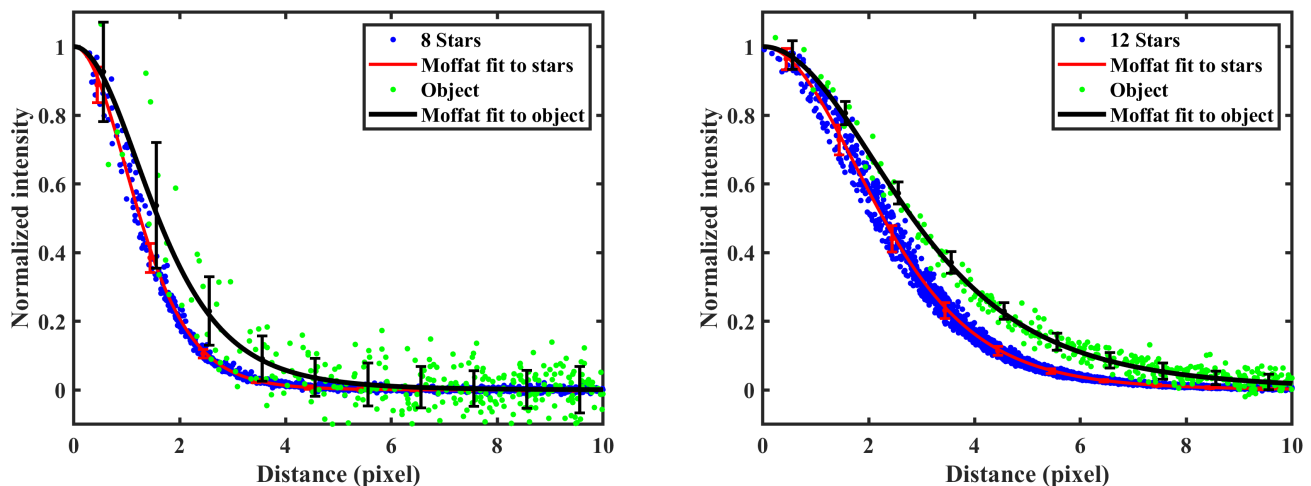 8 Stars
Moffat fit to stars
Object
Moffat fit to object
1
0.8
0.6
0.4
0.2
0
0 2 4 6 8 10
Normalized intensity
Distance (pixel)
12 Stars
Moffat fit to stars
Object
Moffat fit to object
1
0.8
0.6
0.4
0.2
0
0 2 4 6 8 10
Normalized intensity
Distance (pixel)